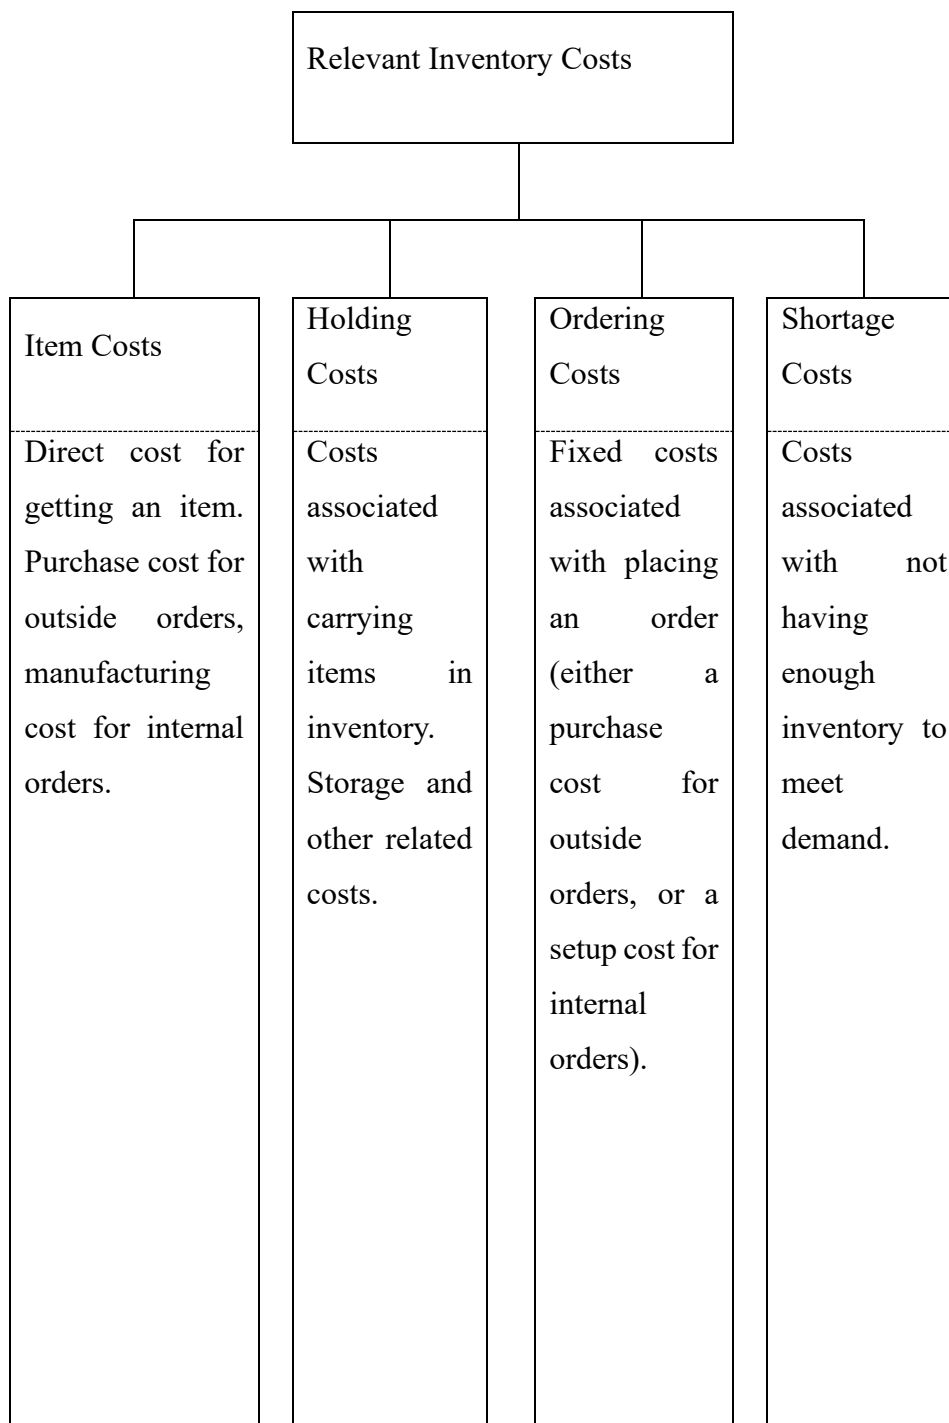 Relevant Inventory Costs
Item Costs
Direct cost for
getting an item.
Purchase cost for
outside orders,
manufacturing
cost for internal
orders.
Holding
Costs
Costs
associated
with
carrying
items in
inventory.
Storage and
other related
costs.
Ordering
Costs
Fixed costs
associated
with placing
an order
(either a
purchase
cost for
outside
orders, or a
setup cost for
internal
orders).
Shortage
Costs
Costs
associated
with not
having
enough
inventory to
meet
demand.